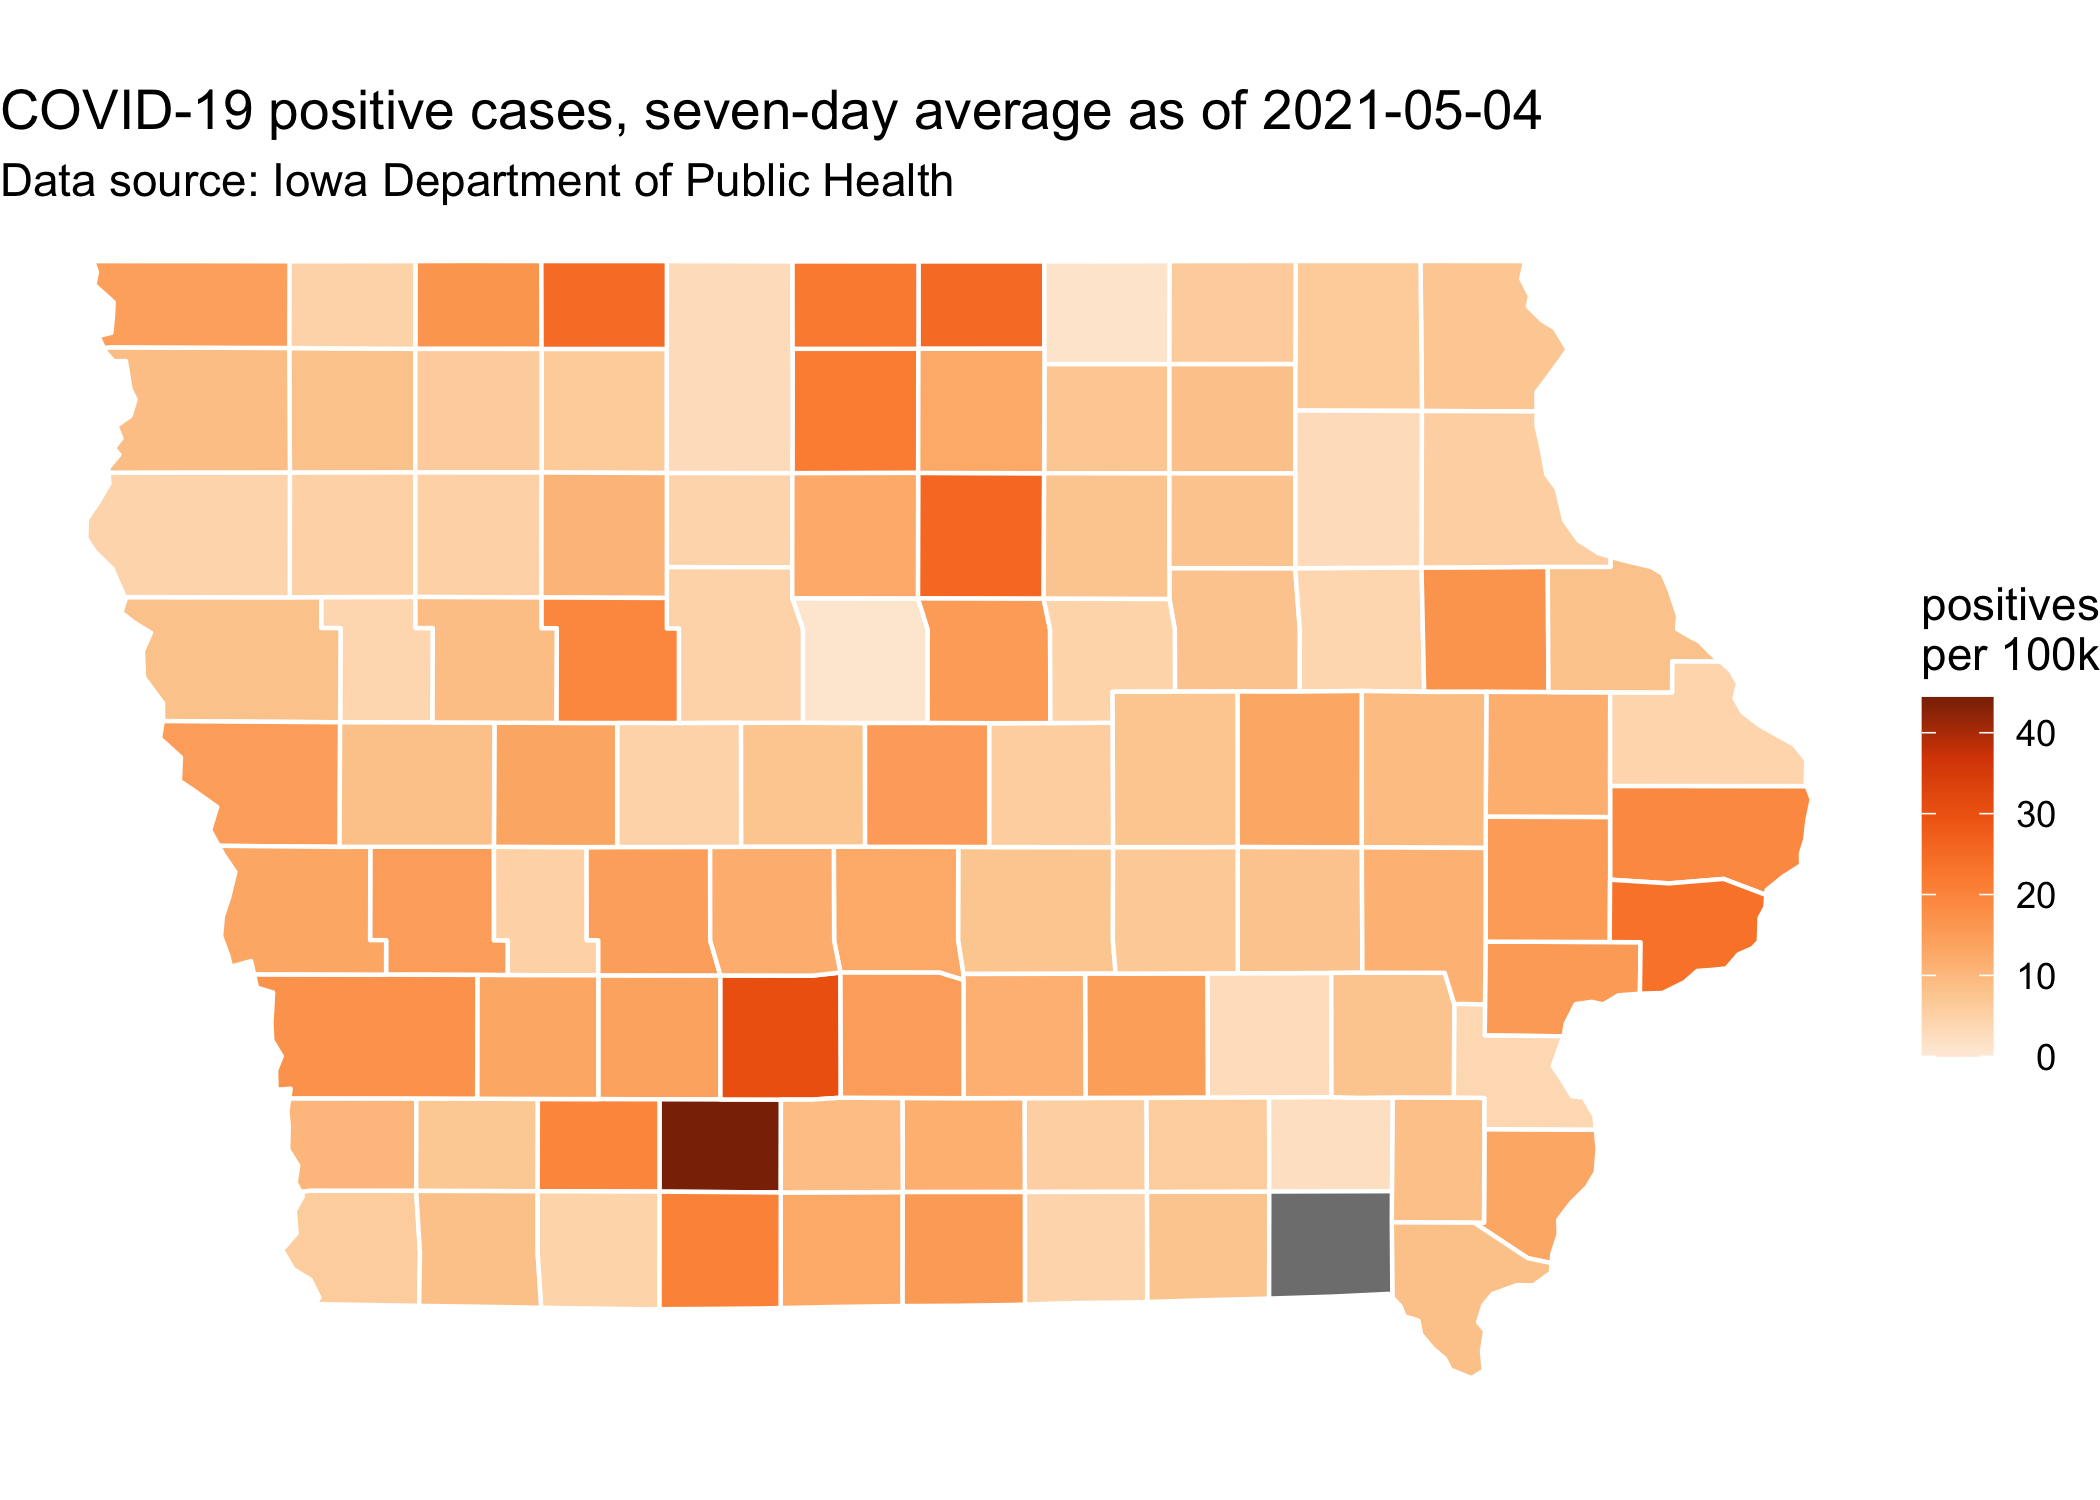 COVID-19 positive cases, seven-day average as of 2021-05-04
Data source: Iowa Department of Public Health
positives
per 100k
40
30
20
10
0